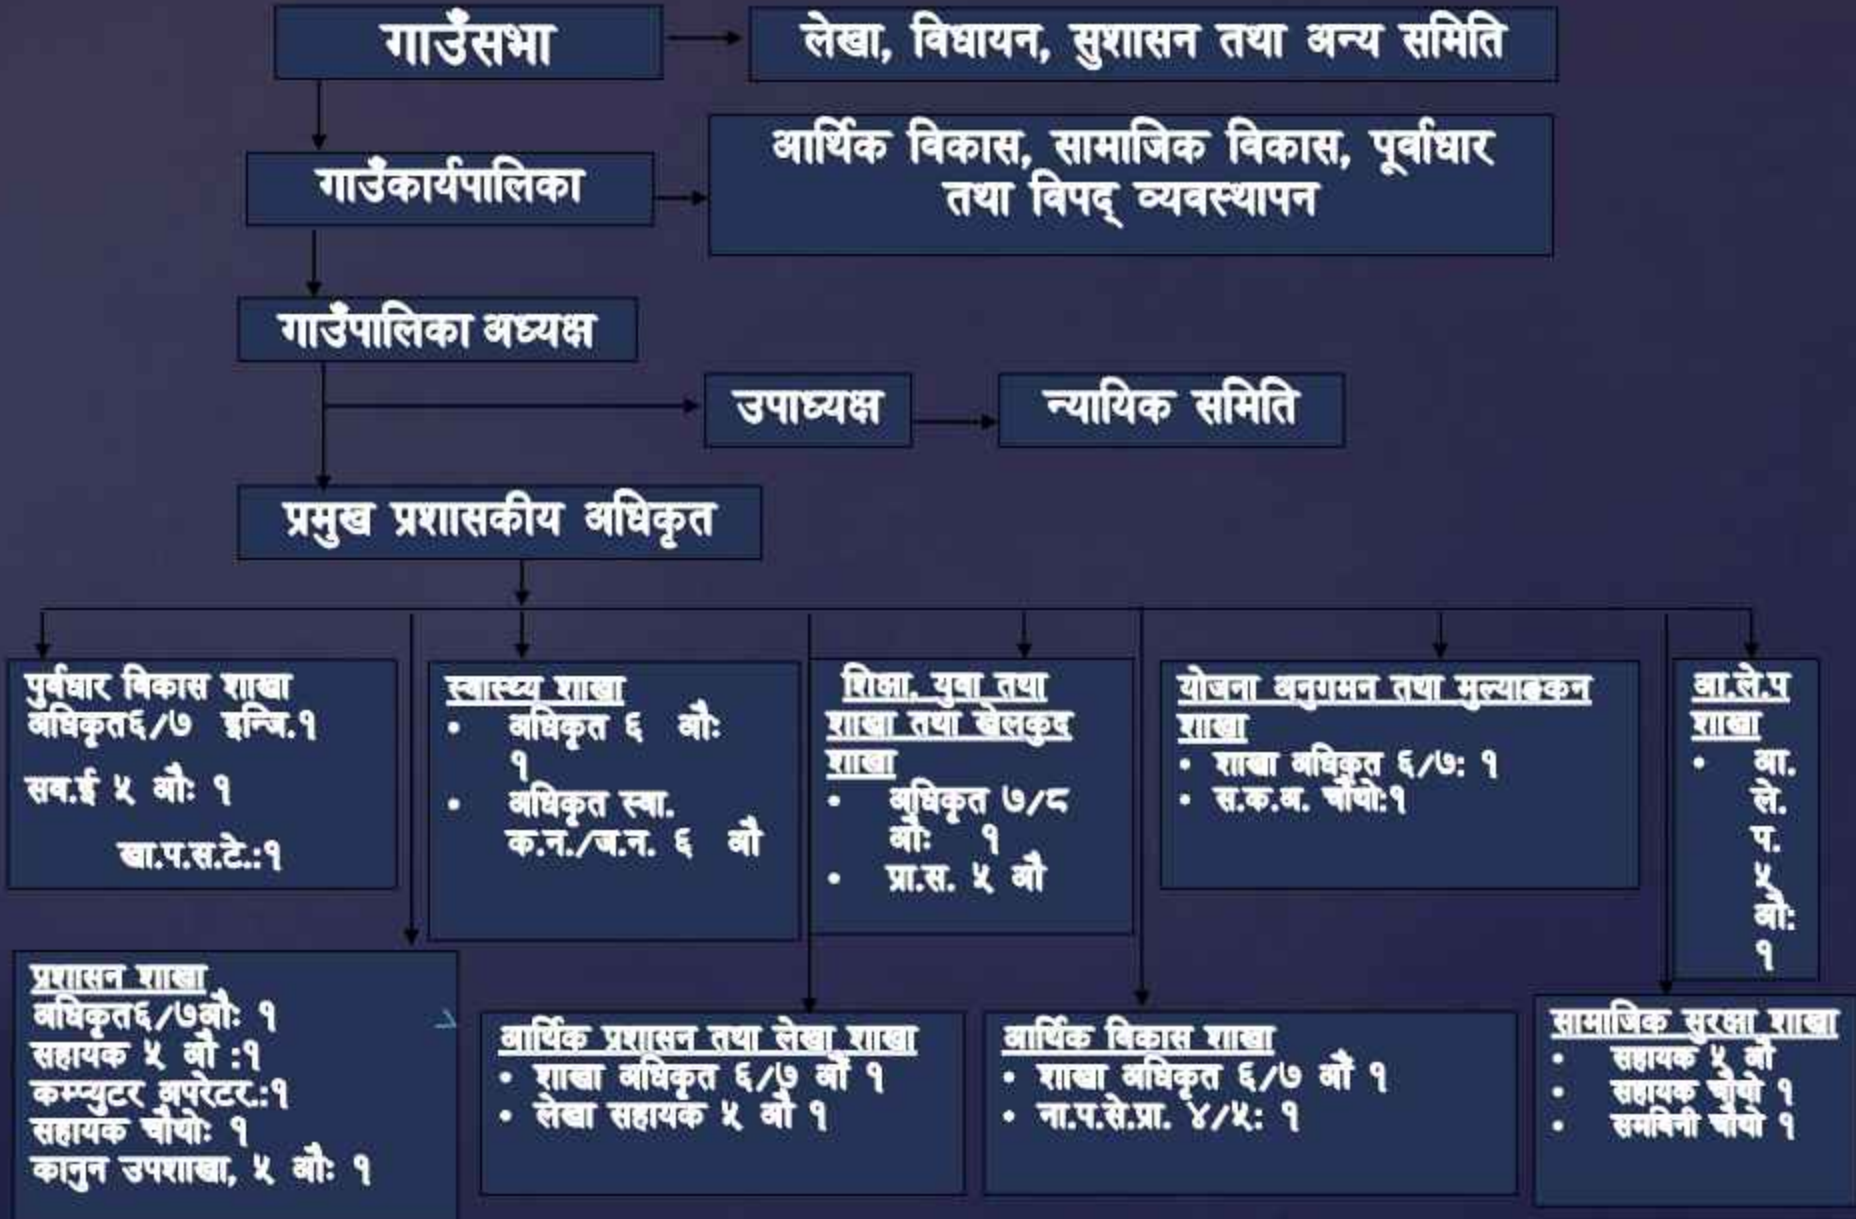 गाउँसभा
लेखा, विधायन, सुशासन तथा अन्य समिति
गाउँकार्यपालिका
आर्थिक विकास, सामाजिक विकास, पूर्वाधार
तथा विपद् व्यवस्थापन
गाउँपालिका अध्यक्ष
उपाध्यक्ष
न्यायिक समिति
प्रमुख प्रशासकीय अधिकृत
पुर्वधार विकास शाखा
अधिकृत६/७ इन्जि.१
सब.ई ५ औः १
खा.प.स.टे.:१
स्वास्थ्य शाखा
• अधिकृत ६ औः
१
• अधिकृत स्वा.
क.न./ज.न. ६ औ
शिक्षा, युवा तथा
शाखा तथा खेलकुद
शाखा
• अधिकृत ७/८
औः १
• प्रा.स. ५ औ
योजना अनुगमन तथा मुल्याङकन
शाखा
• शाखा अधिकृत ६/७: १
• स.क.अ. चौथो:१
आ.ले.प
शाखा
• आ.
ले.
प.
५
औ:
१
प्रशासन शाखा
अधिकृत६/७औः १
सहायक ५ औ :१
कम्प्युटर अपरेटर.:१
सहायक चौथोः १
कानुन उपशाखा, ५ औः १
आर्थिक प्रशासन तथा लेखा शाखा
• शाखा अधिकृत ६/७ औं १
• लेखा सहायक ५ औ १
आर्थिक विकास शाखा
• शाखा अधिकृत ६/७ औं १
• ना.प.से.प्रा. ४/५: १
सामाजिक सुरक्षा शाखा
• सहायक ५ औ
• सहायक चौथो १
• चौथो १